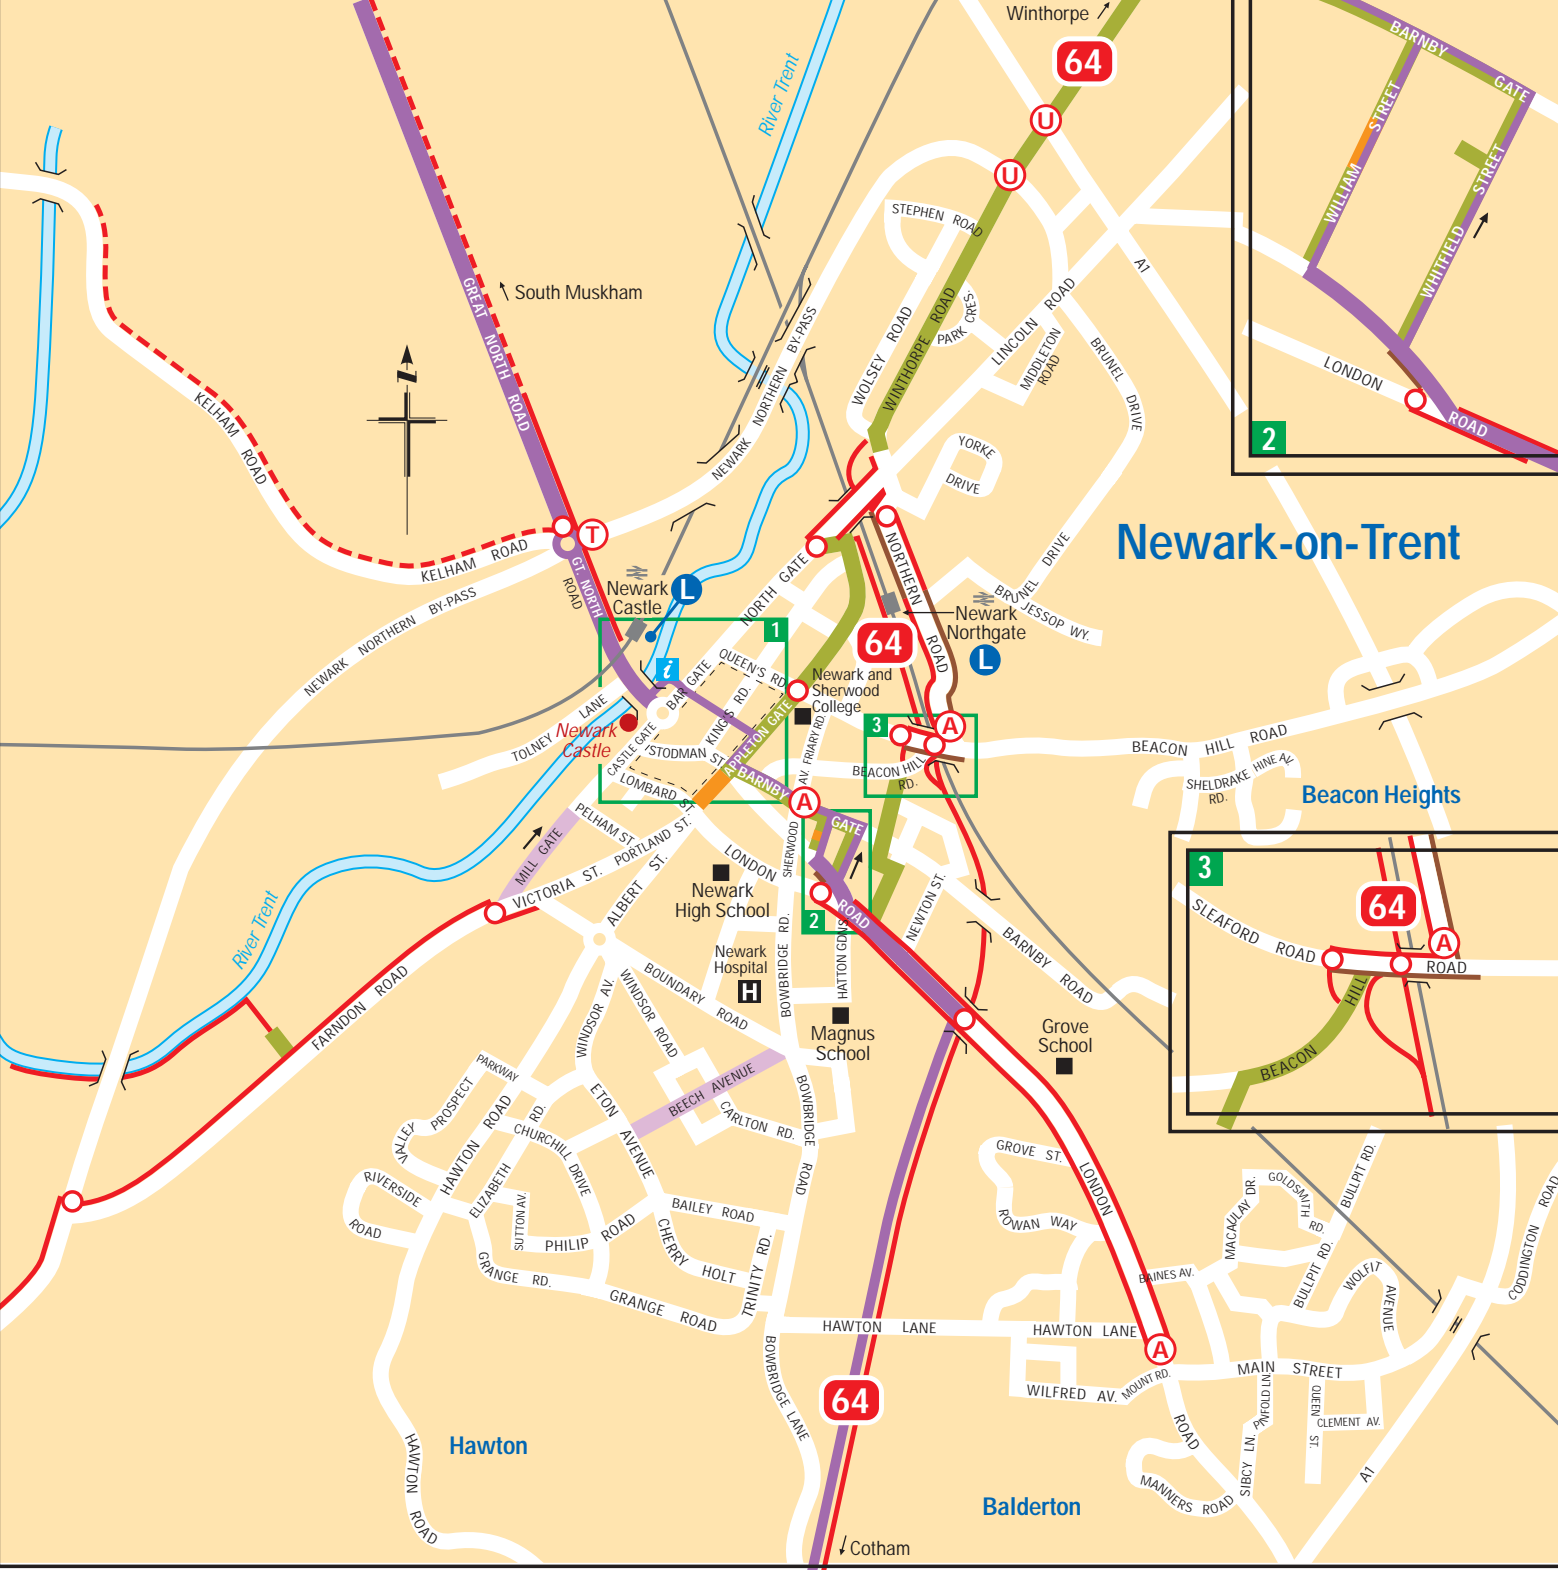 Winthorpe
64
River Trent
U
U
BARNBY GATE
WILLIAM STREET
WHITFIELD STREET
LONDON ROAD
2
STEPHEN ROAD
A1
GREAT NORTH ROAD
South Muskham
N
KELHAM ROAD
NEWARK NORTHERN BY-PASS
WOLSEY ROAD
WINTHORPE ROAD
PARK CRES.
LINCOLN ROAD
MIDDLETON
ROAD
BRUNEL DRIVE
YORKE
DRIVE
Newark-on-Trent
T
KELHAM ROAD
GT. NORTH
ROAD
NEWARK NORTHERN BY-PASS
Newark
Castle
L
NORTH GATE
NORTHERN ROAD
BRUNEL DRIVE
JESSOP WY.
Newark
Northgate
L
64
1
i
QUEEN'S RD.
BAR GATE
KING'S RD.
Newark and
Sherwood
College
TOLNEY LANE
Newark
Castle
CASTLE GATE
STODMAN ST.
APPLETON GATE
LOMBARD ST.
BARNBY
GATE
A
AV.
FRIARY RD.
SHERWOOD
3
A
BEACON HILL
RD.
BEACON HILL ROAD
SHELDRAKE
RD.
HINE AV.
Beacon Heights
PELHAM ST.
MILL GATE
PORTLAND ST.
VICTORIA ST.
ALBERT ST.
LONDON
ROAD
2
Newark
High School
NEWTON ST.
BARNBY ROAD
3
64
SLEAFORD ROAD
A
ROAD
BEACON HILL
River Trent
FARNDON ROAD
Newark
Hospital
H
BOWBRIDGE RD.
HATTON GDNS
Magnus
School
Grove
School
BOUNDARY ROAD
WINDSOR AV.
WINDSOR ROAD
BEECH AVENUE
PARKWAY
PROSPECT
VALLEY
HAWTON ROAD
RD.
ELIZABETH
CHURCHILL DRIVE
ETON AVENUE
CARLTON RD.
BOWBRIDGE ROAD
RIVERSIDE
ROAD
SUTTON AV.
PHILIP ROAD
BAILEY ROAD
CHERRY HOLT
TRINITY RD.
GRANGE RD.
GRANGE ROAD
GROVE ST.
ROWAN WAY
LONDON
ROAD
HAWTON LANE
HAWTON LANE
BAINES AV.
MACAULAY DR.
GOLDSMITH
RD.
BULLPIT RD.
BULLPIT RD.
WOLFIT
AVENUE
CODDINGTON ROAD
A
MAIN STREET
WILFRED AV.
MOUNT RD.
PINFOLD LN.
QUEEN
ST.
CLEMENT AV.
SIBCY LN.
MANNERS ROAD
A1
64
BOWBRIDGE LANE
HAWTON ROAD
Hawton
Balderton
Cotham